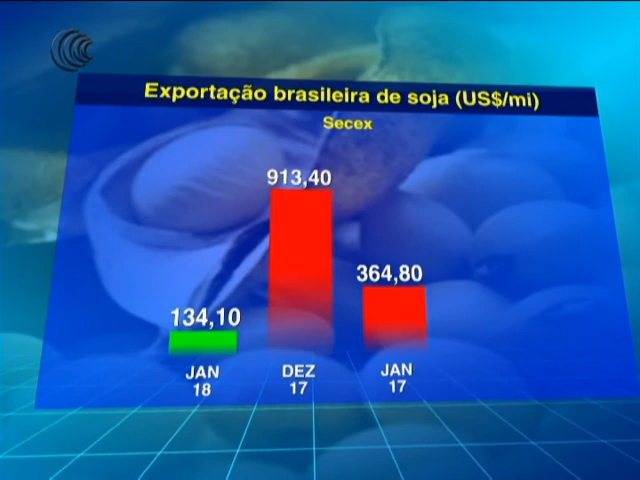 Exportação brasileira de soja (US$/mi)
Secex
913,40
364,80
134,10
JAN
18
DEZ
17
JAN
17